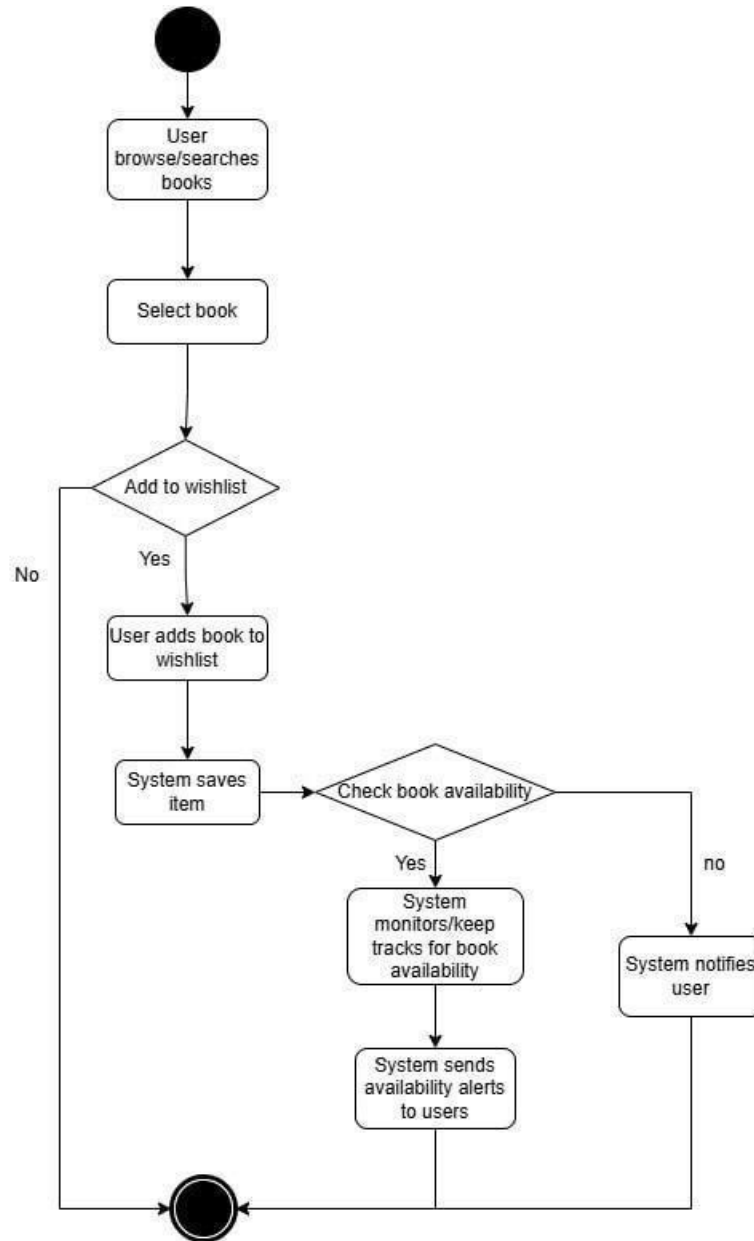 User
browse/searches
books
Select book
Add to wishlist
No
Yes
User adds book to
wishlist
System saves
item
Check book availability
Yes
no
System
monitors/keep
tracks for book
availability
System notifies
user
System sends
availability alerts
to users